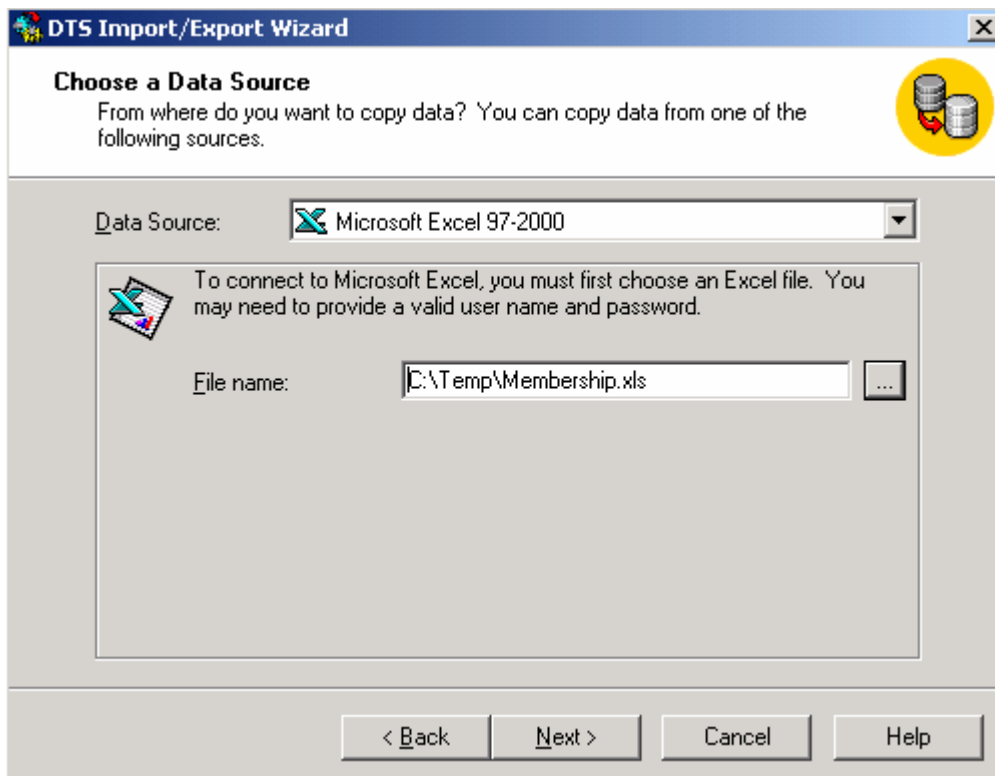 DTS Import/Export Wizard
Choose a Data Source
From where do you want to copy data? You can copy data from one of the
following sources.
Data Source:
Microsoft Excel 97-2000
To connect to Microsoft Excel, you must first choose an Excel file. You
may need to provide a valid user name and password.
File name:
C:\Temp\Membership.xls
...
< Back
Next >
Cancel
Help